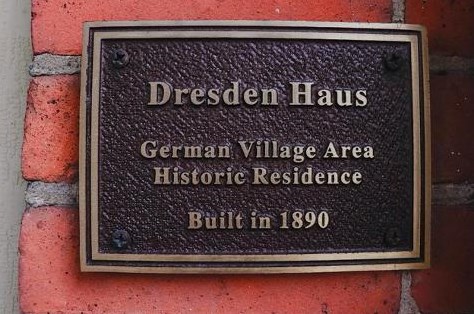 Dresden Haus
German Village Area
Historic Residence
Built in 1890